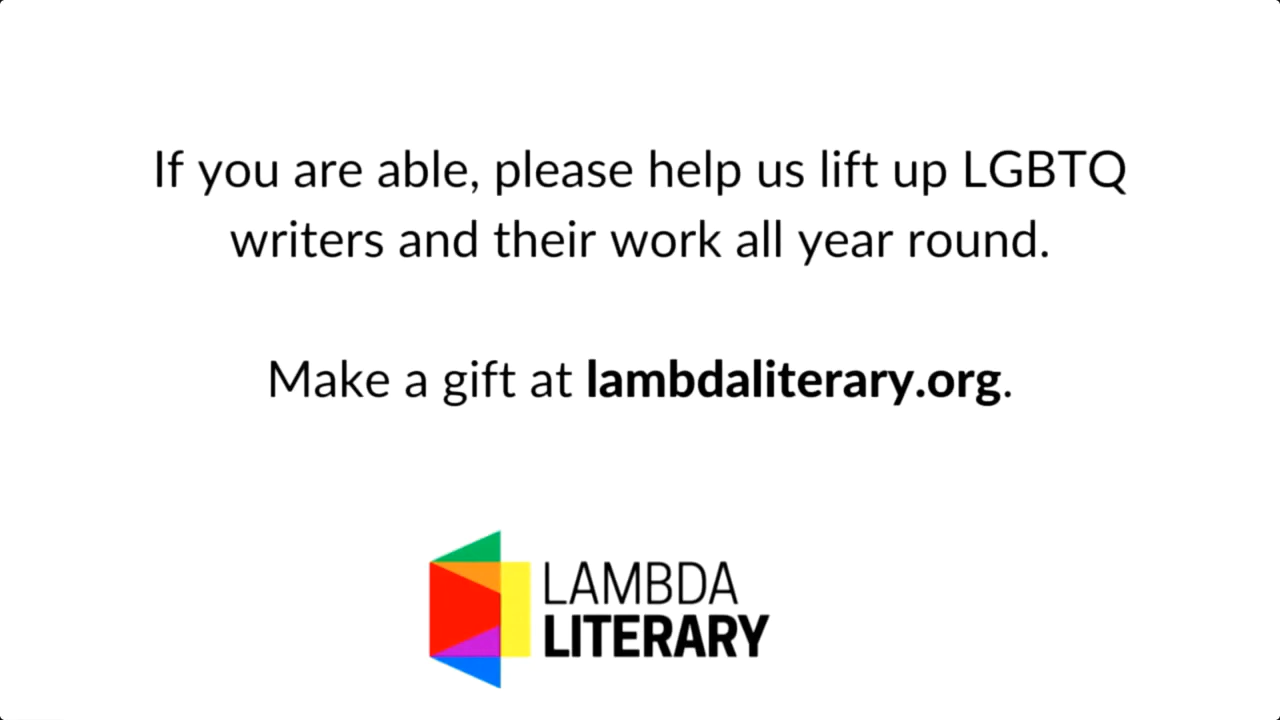 If you are able, please help us lift up LGBTQ
writers and their work all year round.
Make a gift at lambdaliterary.org.
LAMBDA
LITERARY